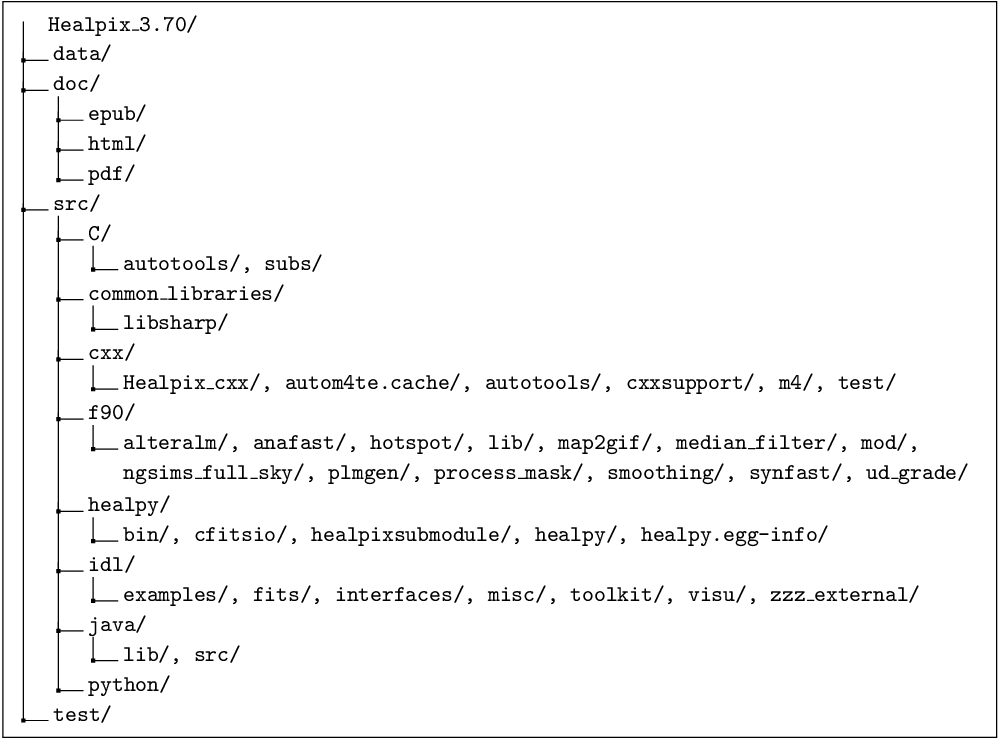 Healpix_3.70/
data/
doc/
epub/
html/
pdf/
src/
C/
autotools/, subs/
common_libraries/
libsharp/
cxx/
Healpix_cxx/, autom4te.cache/, autotools/, cxxsupport/, m4/, test/
f90/
alteralm/, anafast/, hotspot/, lib/, map2gif/, median_filter/, mod/,
ngsims_full_sky/, plmgen/, process_mask/, smoothing/, synfast/, ud_grade/
healpy/
bin/, cfitsio/, healpixsubmodule/, healpy/, healpy.egg-info/
idl/
examples/, fits/, interfaces/, misc/, toolkit/, visu/, zzz_external/
java/
lib/, src/
python/
test/